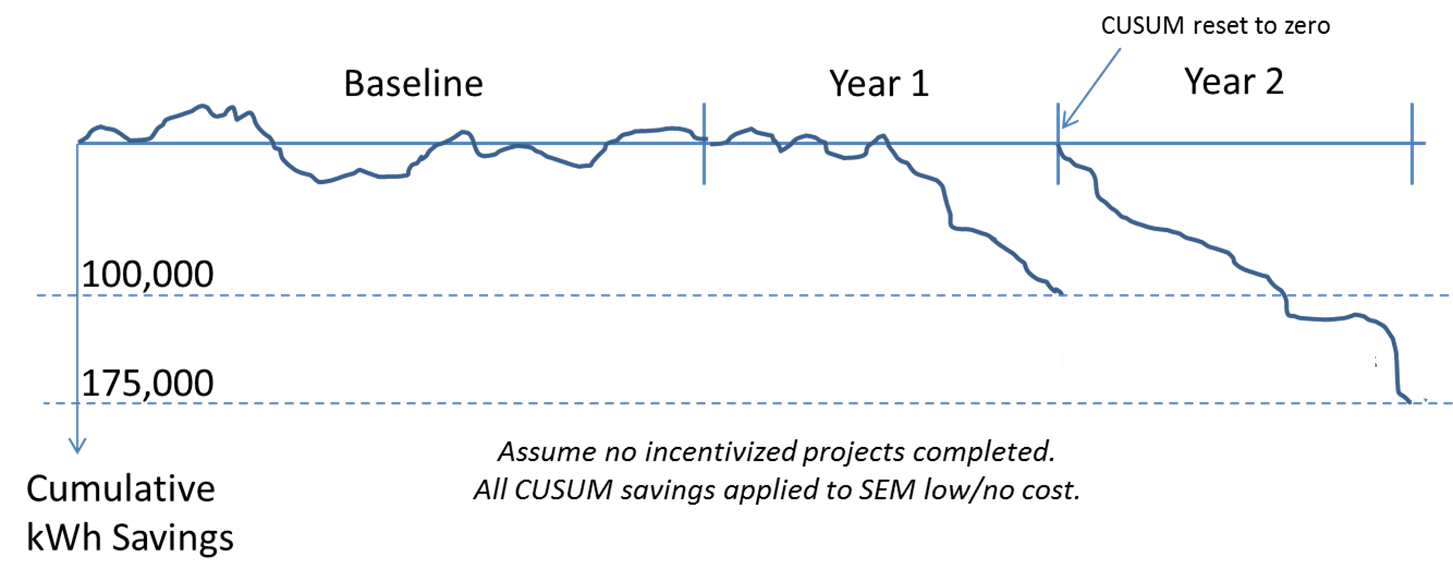 CUSUM reset to zero
Baseline
Year 1
Year 2
100,000
175,000
Assume no incentivized projects completed.
All CUSUM savings applied to SEM low/no cost.
Cumulative
kWh Savings